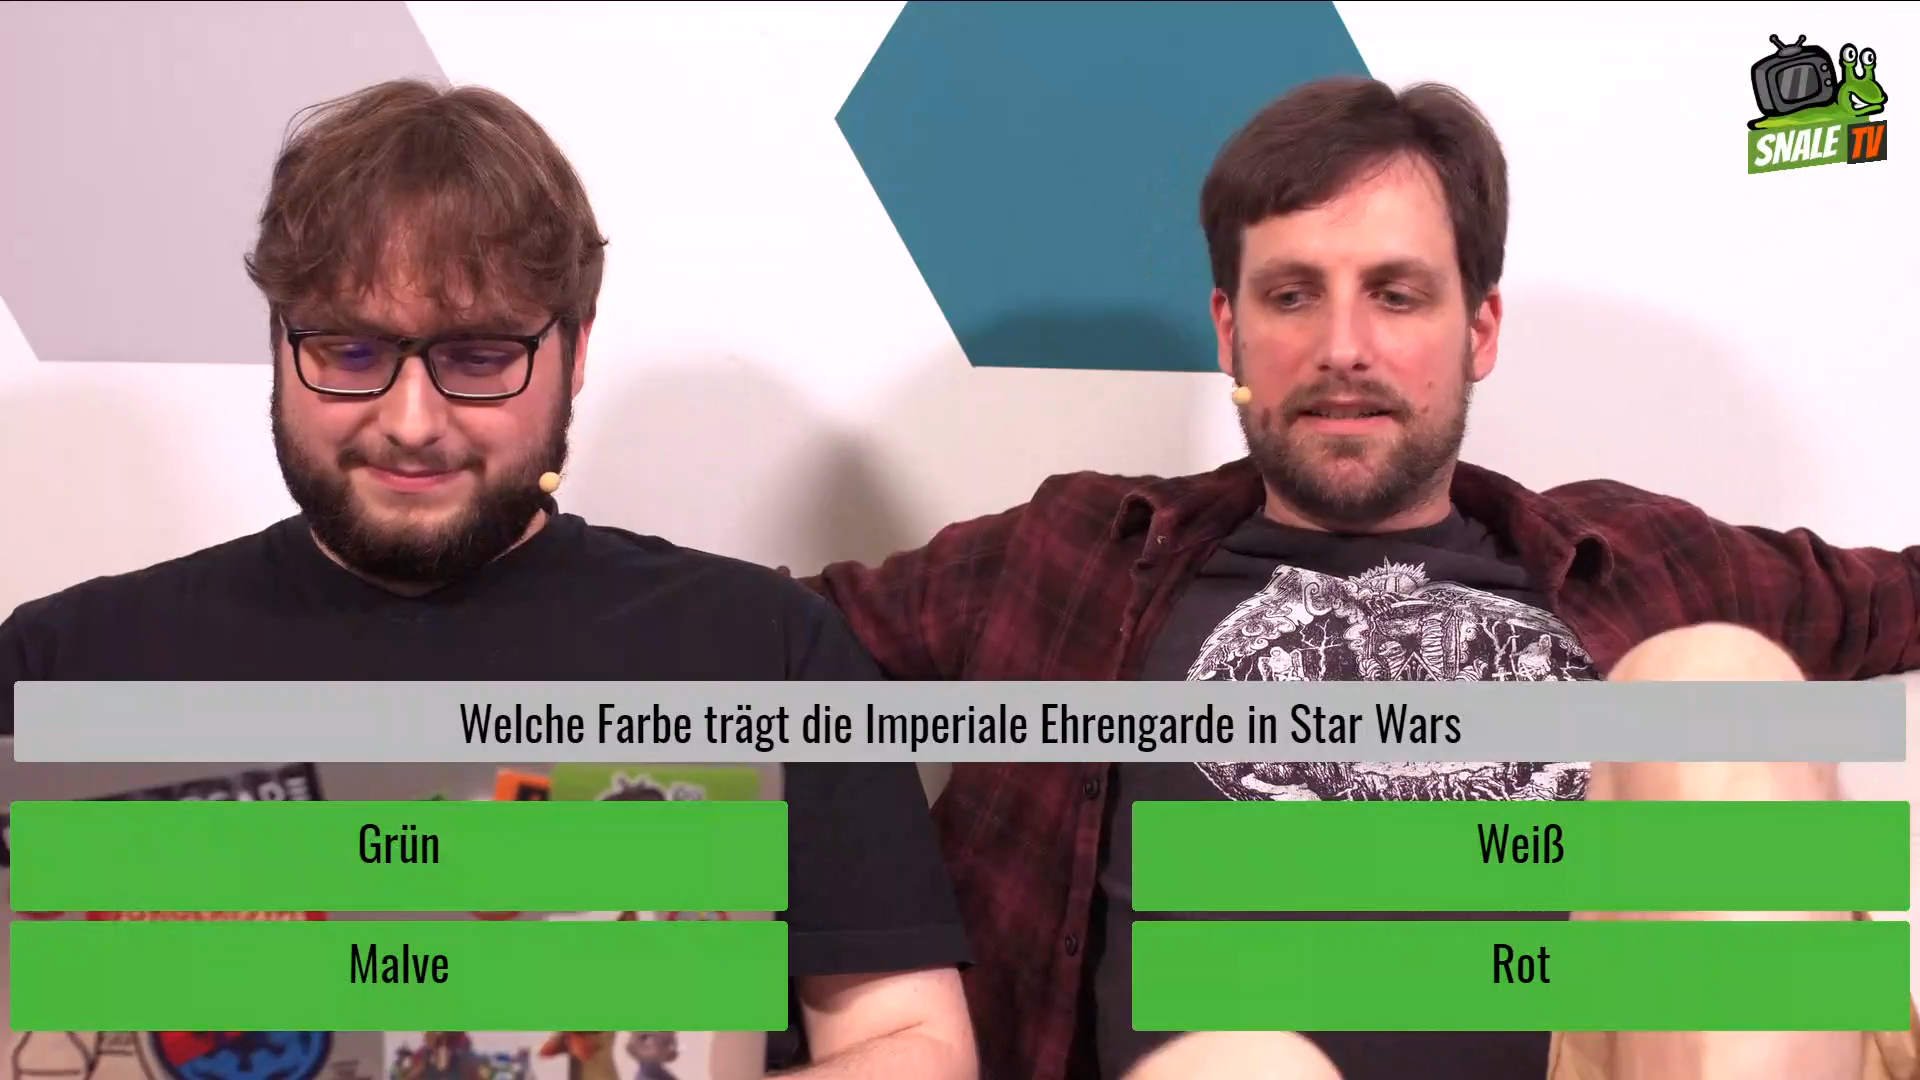 SNALE TV
Welche Farbe trägt die Imperiale Ehrengarde in Star Wars
Grün
Weiß
Malve
Rot